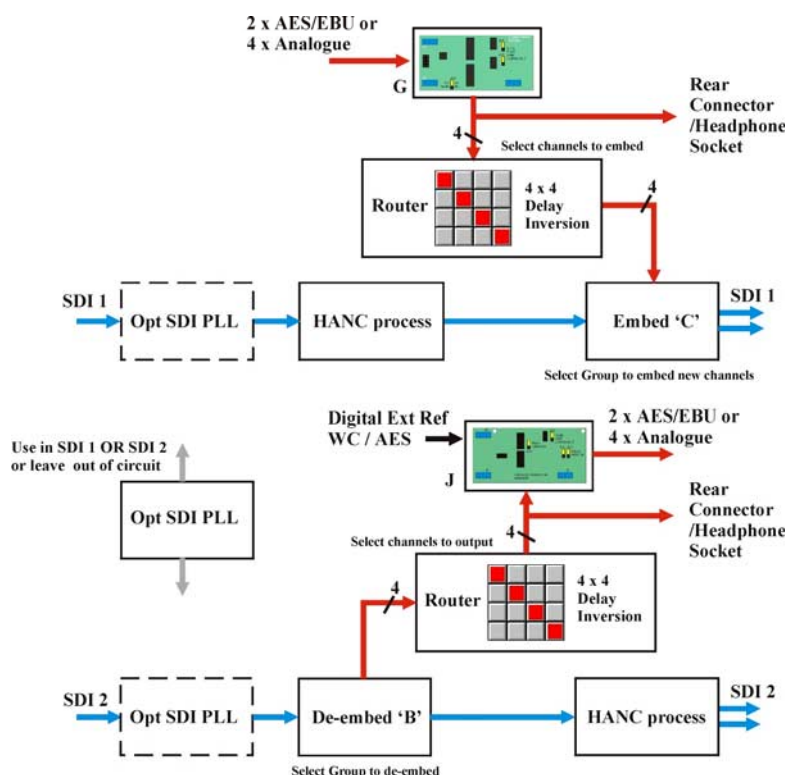 2 x AES/EBU or
4 x Analogue
G
Rear
Connector
/Headphone
Socket
4
Select channels to embed
Router
4 x 4
Delay
Inversion
4
SDI 1
Opt SDI PLL
HANC process
Embed ‘C’
SDI 1
Select Group to embed new channels
Use in SDI 1 OR SDI 2
or leave out of circuit
Opt SDI PLL
Digital Ext Ref
WC / AES
J
2 x AES/EBU or
4 x Analogue
Rear
Connector
/Headphone
Socket
4
Select channels to output
Router
4 x 4
Delay
Inversion
4
SDI 2
Opt SDI PLL
De-embed ‘B’
HANC process
SDI 2
Select Group to de-embed